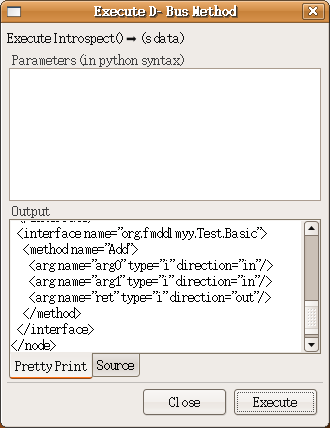 Execute D-Bus Method
Execute Introspect() ➡ (s data)
Parameters (in python syntax)
Output
<interface name="org.fmddlmyy.Test.Basic">
<method name="Add">
<arg name="arg0" type="i" direction="in"/>
<arg name="arg1" type="i" direction="in"/>
<arg name="ret" type="i" direction="out"/>
</method>
</interface>
</node>
Pretty Print
Source
Close
Execute